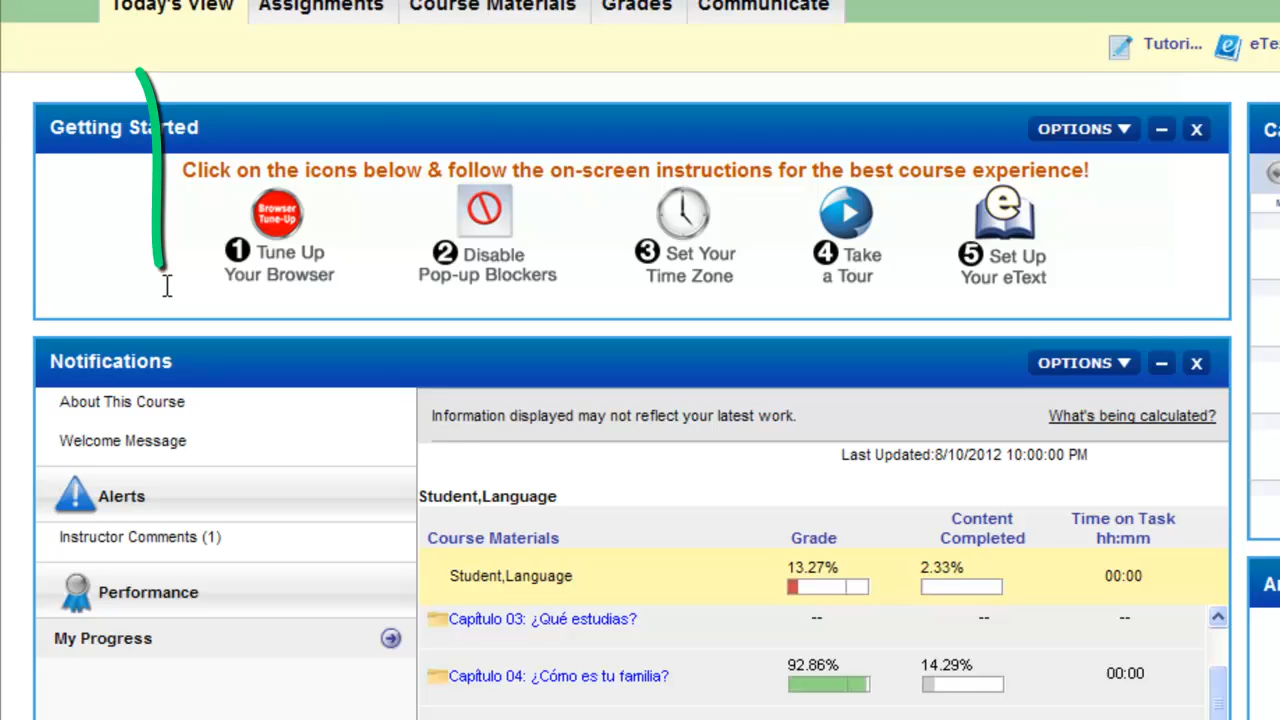 Today's View Assignments Course Materials Grades Communicate
Tutori...
Getting Started OPTIONS
Click on the icons below & follow the on-screen instructions for the best course experience!
Browser Tune-Up
1 Tune Up Your Browser
2 Disable Pop-up Blockers
3 Set Your Time Zone
4 Take a Tour
e
5 Set Up Your eText
Notifications OPTIONS
About This Course
Welcome Message
Alerts
Instructor Comments (1)
Performance
My Progress
Information displayed may not reflect your latest work. What's being calculated?
Last Updated:8/10/2012 10:00:00 PM
Student,Language
Course Materials Grade Content Completed Time on Task hh:mm
Student,Language 13.27% 2.33% 00:00
Capítulo 03: ¿Qué estudias? -- -- --
Capítulo 04: ¿Cómo es tu familia? 92.86% 14.29% 00:00